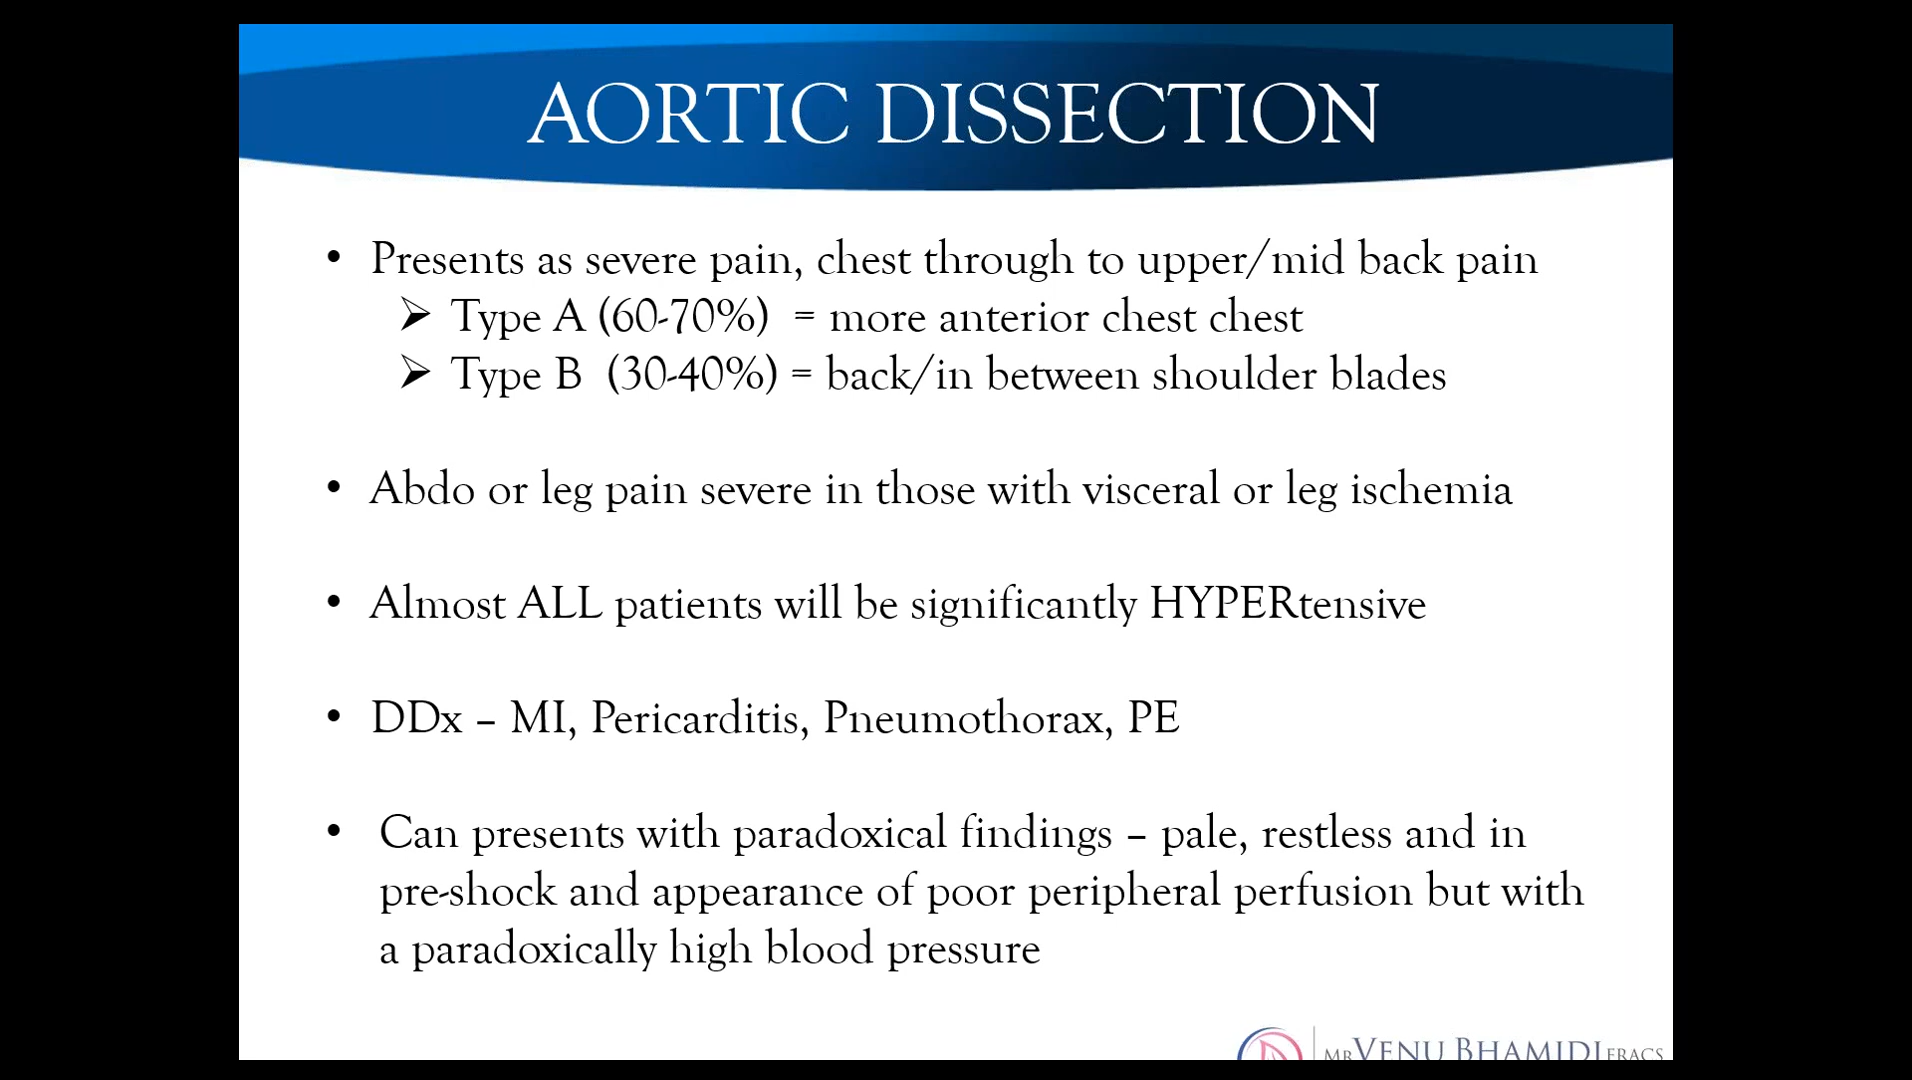 AORTIC DISSECTION
• Presents as severe pain, chest through to upper/mid back pain
➢ Type A (60-70%) = more anterior chest chest
➢ Type B (30-40%) = back/in between shoulder blades
• Abdo or leg pain severe in those with visceral or leg ischemia
• Almost ALL patients will be significantly HYPERtensive
• DDx – MI, Pericarditis, Pneumothorax, PE
• Can presents with paradoxical findings – pale, restless and in
pre-shock and appearance of poor peripheral perfusion but with
a paradoxically high blood pressure
MR VENU BHAMIDI FRACS